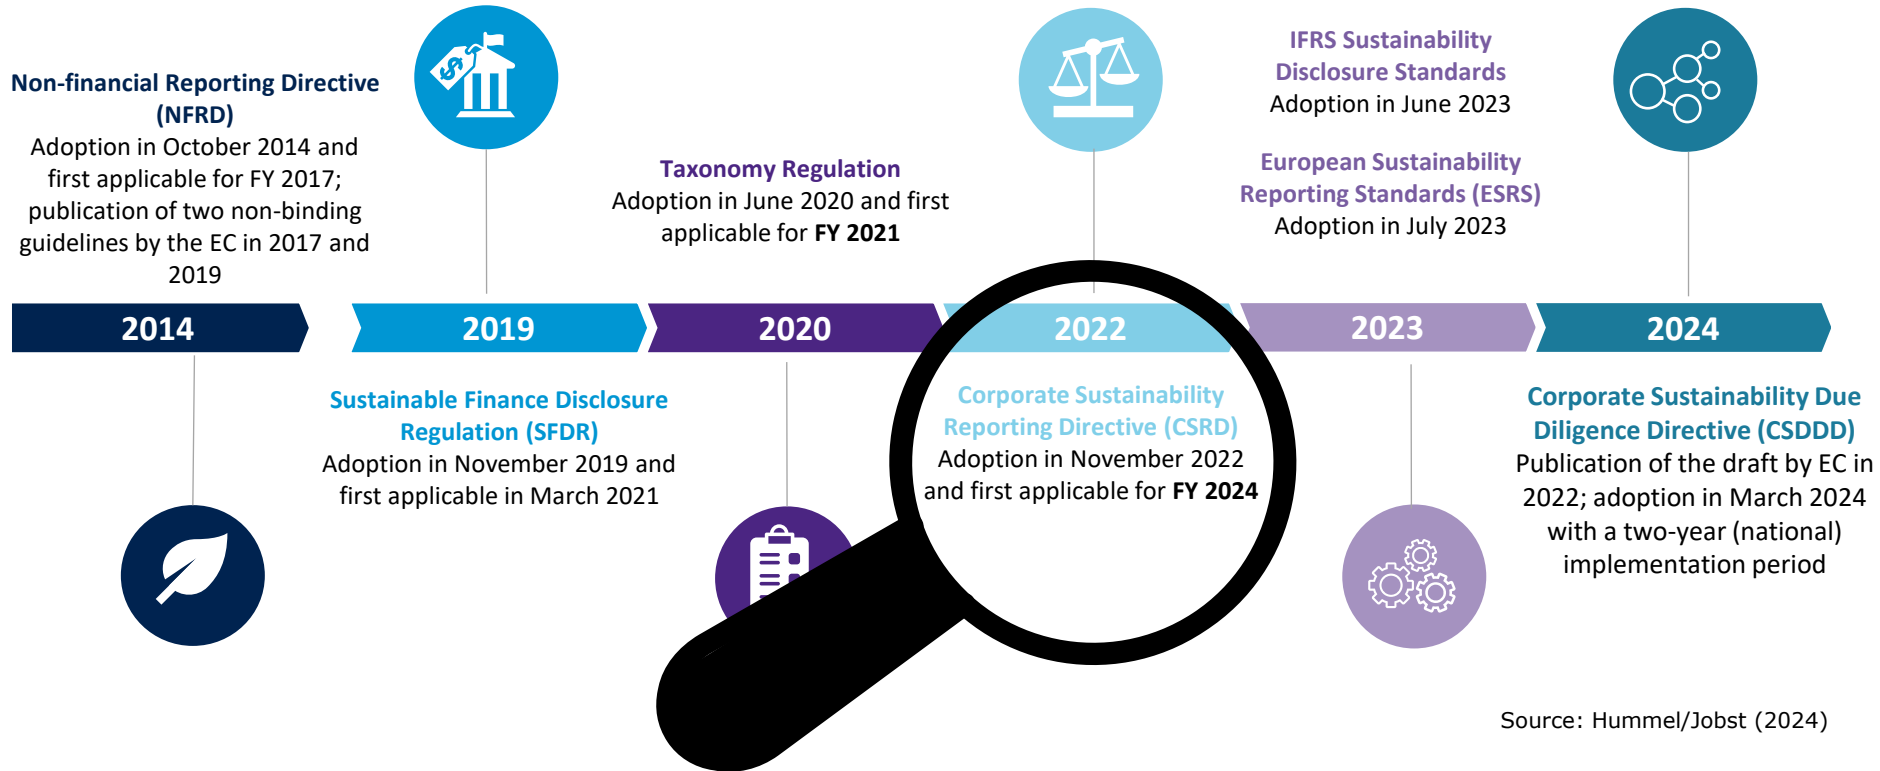 Non-financial Reporting Directive
(NFRD)
Adoption in October 2014 and
first applicable for FY 2017;
publication of two non-binding
guidelines by the EC in 2017 and
2019
2014
2019
Sustainable Finance Disclosure
Regulation (SFDR)
Adoption in November 2019 and
first applicable in March 2021
Taxonomy Regulation
Adoption in June 2020 and first
applicable for FY 2021
2020
2022
Corporate Sustainability
Reporting Directive (CSRD)
Adoption in November 2022
and first applicable for FY 2024
IFRS Sustainability
Disclosure Standards
Adoption in June 2023
European Sustainability
Reporting Standards (ESRS)
Adoption in July 2023
2023
2024
Corporate Sustainability Due
Diligence Directive (CSDDD)
Publication of the draft by EC in
2022; adoption in March 2024
with a two-year (national)
implementation period
Source: Hummel/Jobst (2024)